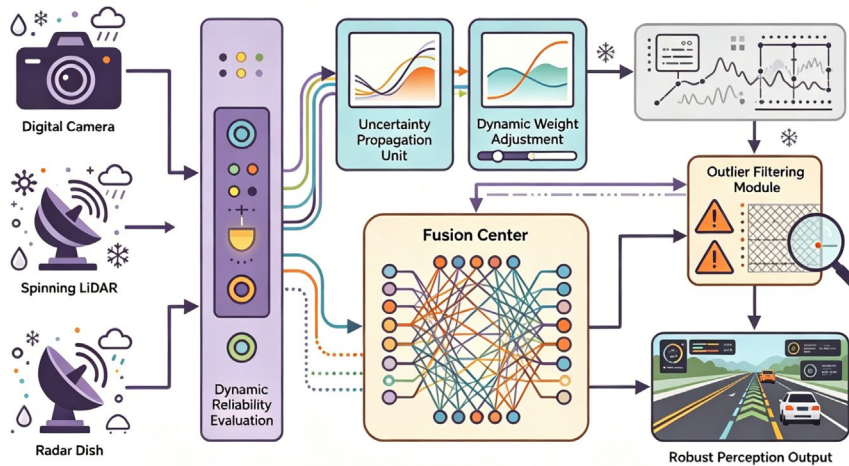 Digital Camera
Spinning LiDAR
Radar Dish
Dynamic
Reliability
Evaluation
Uncertainty
Propagation
Unit
Dynamic Weight
Adjustment
Fusion Center
Outlier Filtering
Module
Robust Perception Output